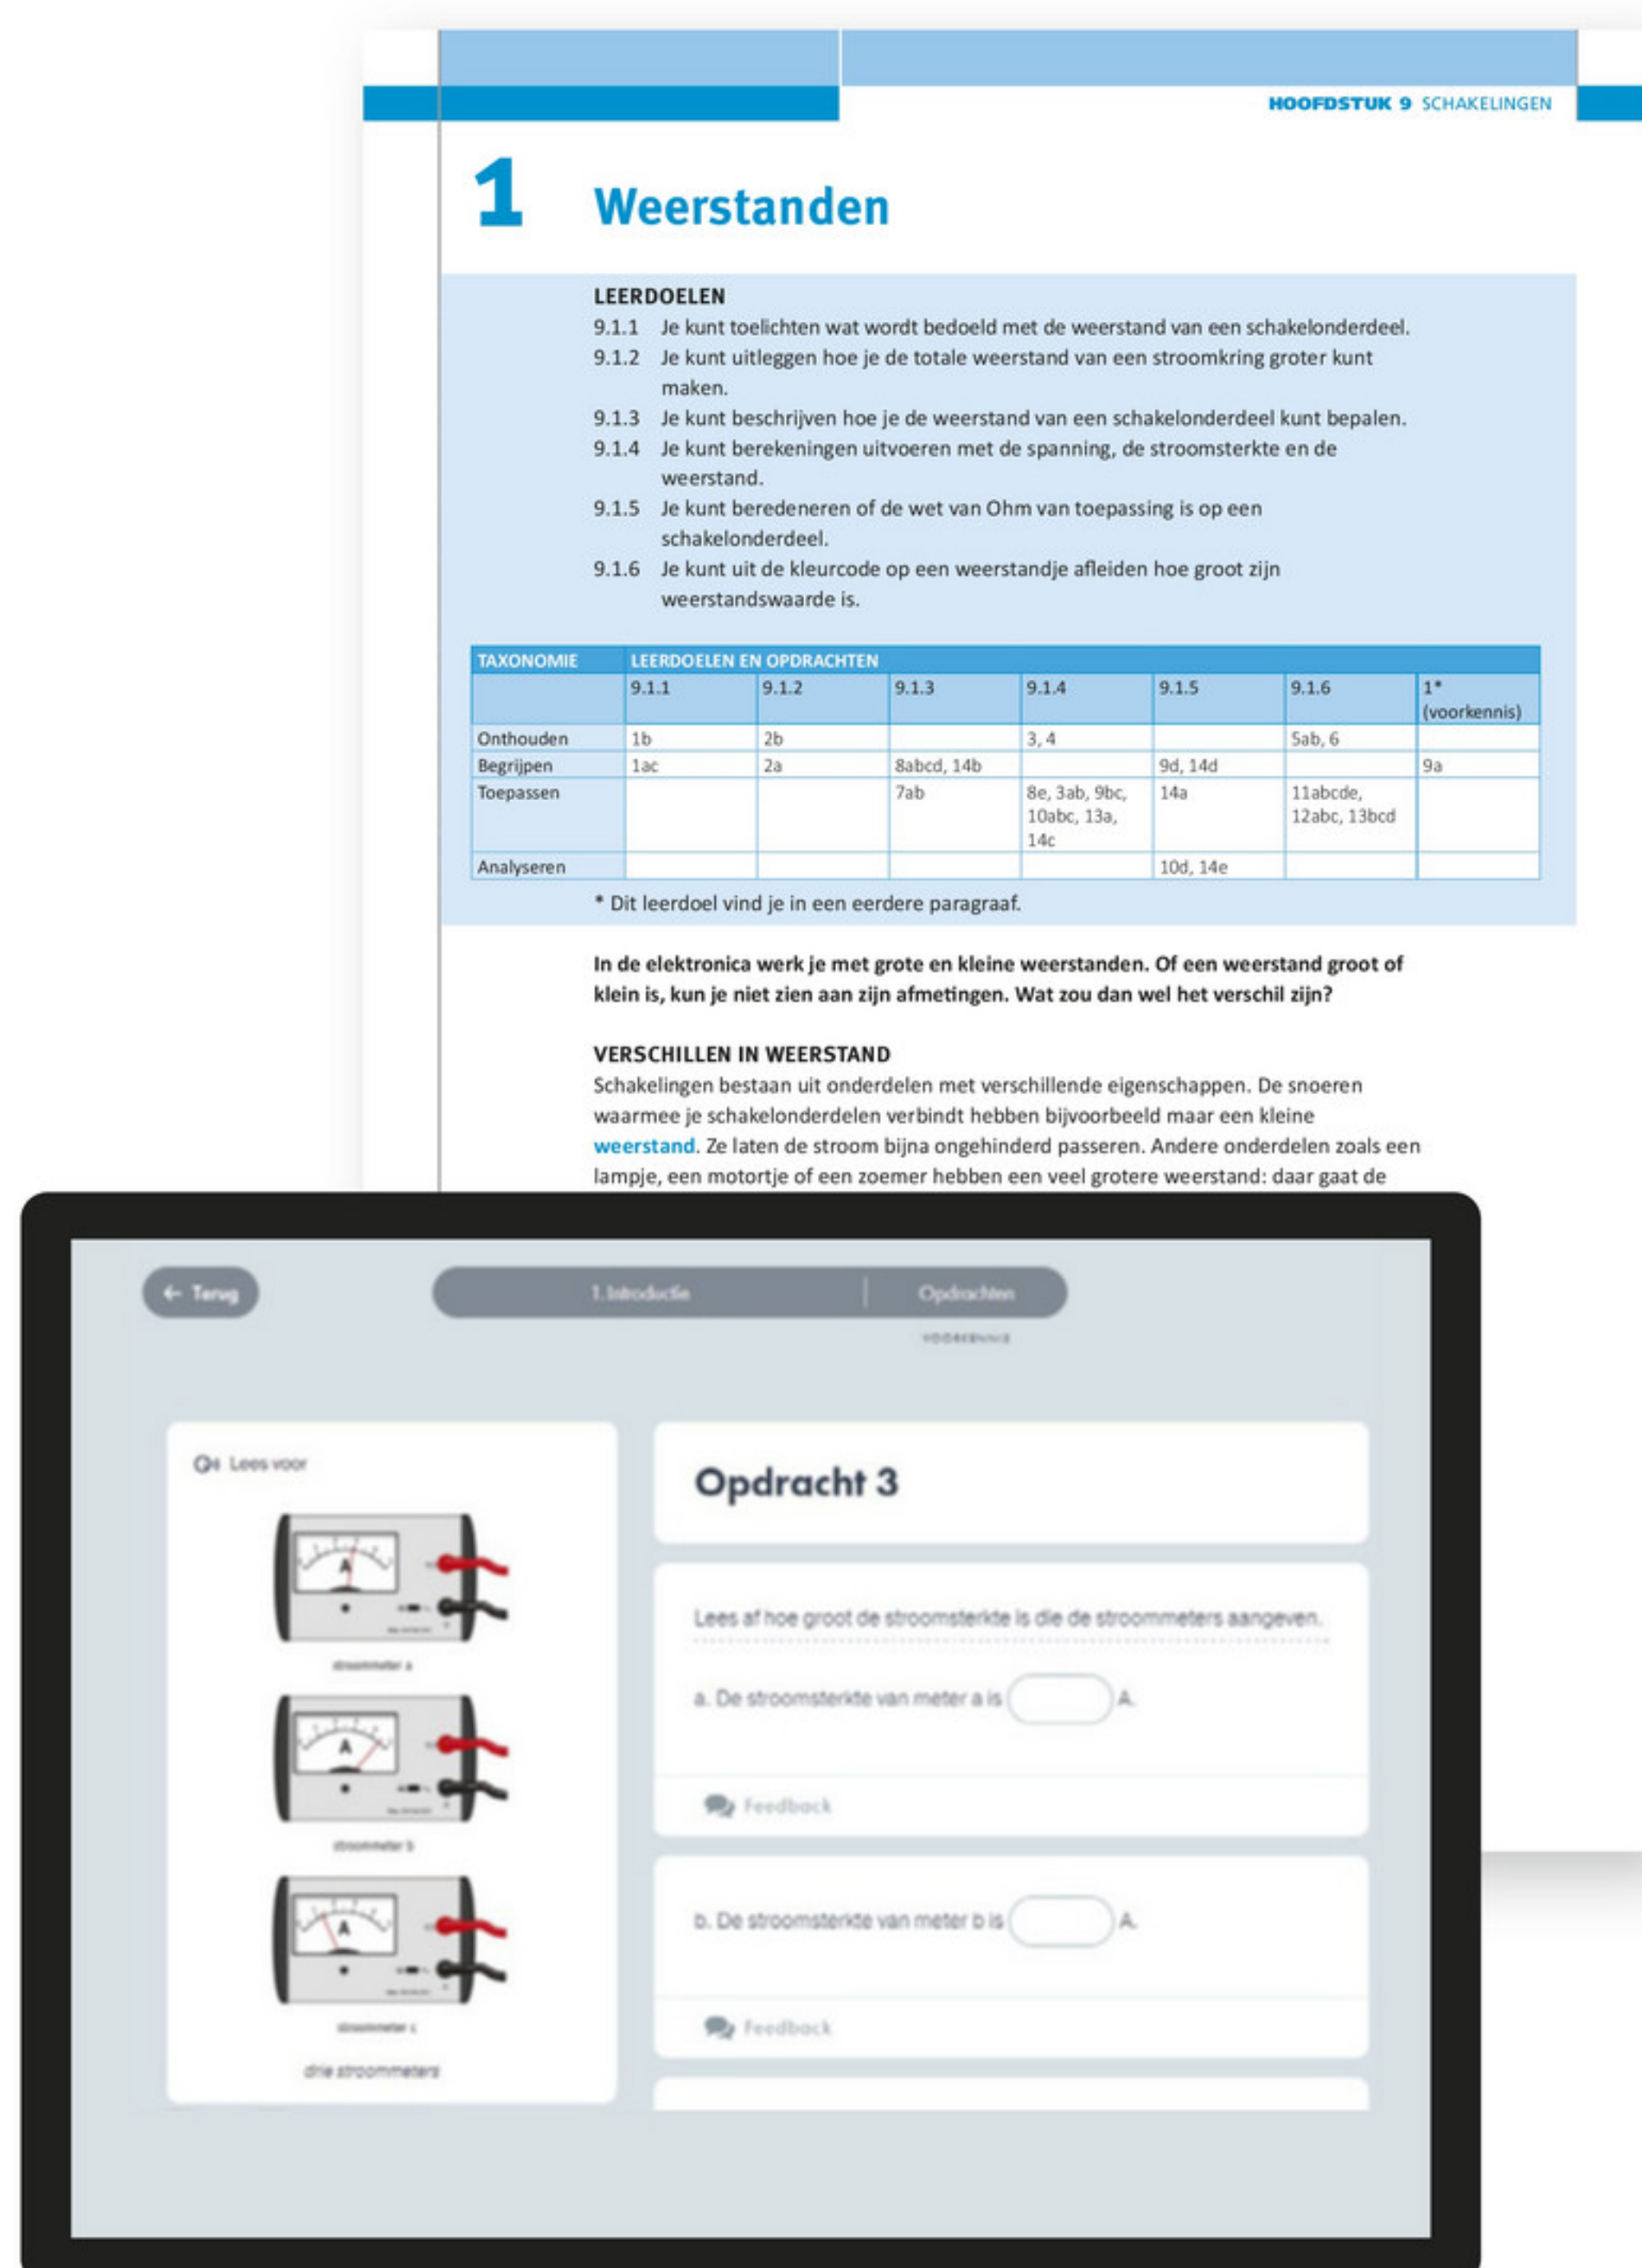 HOOFDSTUK 9 SCHAKELINGEN
1 Weerstanden
LEERDOELEN
9.1.1 Je kunt toelichten wat wordt bedoeld met de weerstand van een schakelonderdeel.
9.1.2 Je kunt uitleggen hoe je de totale weerstand van een stroomkring groter kunt
maken.
9.1.3 Je kunt beschrijven hoe je de weerstand van een schakelonderdeel kunt bepalen.
9.1.4 Je kunt berekeningen uitvoeren met de spanning, de stroomsterkte en de
weerstand.
9.1.5 Je kunt beredeneren of de wet van Ohm van toepassing is op een
schakelonderdeel.
9.1.6 Je kunt uit de kleurcode op een weerstandje afleiden hoe groot zijn
weerstandswaarde is.
TAXONOMIE LEERDOELEN EN OPDRACHTEN
9.1.1 9.1.2 9.1.3 9.1.4 9.1.5 9.1.6 1*
(voorkennis)
Onthouden 1b 2b 3, 4 5ab, 6
Begrijpen 1ac 2a 8abcd, 14b 9d, 14d 9a
Toepassen 7ab 8e, 3ab, 9bc, 14a 11abcde,
10abc, 13a, 12abc, 13bcd
14c
Analyseren 10d, 14e
* Dit leerdoel vind je in een eerdere paragraaf.
In de elektronica werk je met grote en kleine weerstanden. Of een weerstand groot of
klein is, kun je niet zien aan zijn afmetingen. Wat zou dan wel het verschil zijn?
VERSCHILLEN IN WEERSTAND
Schakelingen bestaan uit onderdelen met verschillende eigenschappen. De snoeren
waarmee je schakelonderdelen verbindt hebben bijvoorbeeld maar een kleine
weerstand. Ze laten de stroom bijna ongehinderd passeren. Andere onderdelen zoals een
lampje, een motortje of een zoemer hebben een veel grotere weerstand: daar gaat de
← Terug
1. Introductie Opdrachten
VOORKENNIS
Lees voor
A
stroommeter a
A
stroommeter b
A
stroommeter c
drie stroommeters
Opdracht 3
Lees af hoe groot de stroomsterkte is die de stroommeters aangeven.
a. De stroomsterkte van meter a is A.
Feedback
b. De stroomsterkte van meter b is A.
Feedback